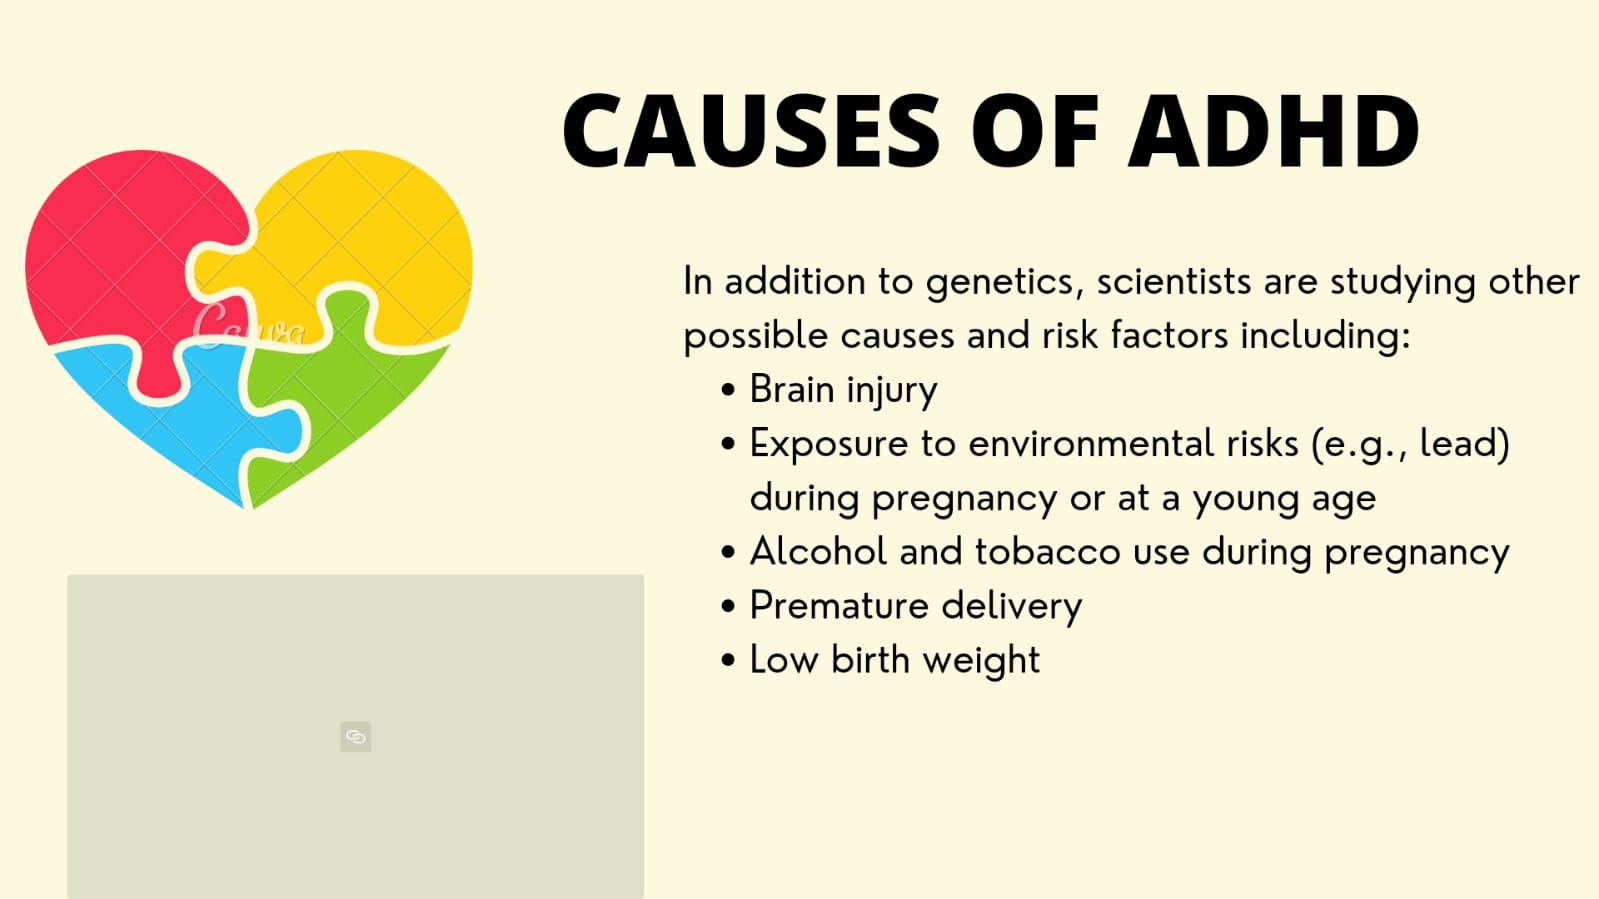 CAUSES OF ADHD
In addition to genetics, scientists are studying other
possible causes and risk factors including:
• Brain injury
• Exposure to environmental risks (e.g., lead)
during pregnancy or at a young age
• Alcohol and tobacco use during pregnancy
• Premature delivery
• Low birth weight
Canva